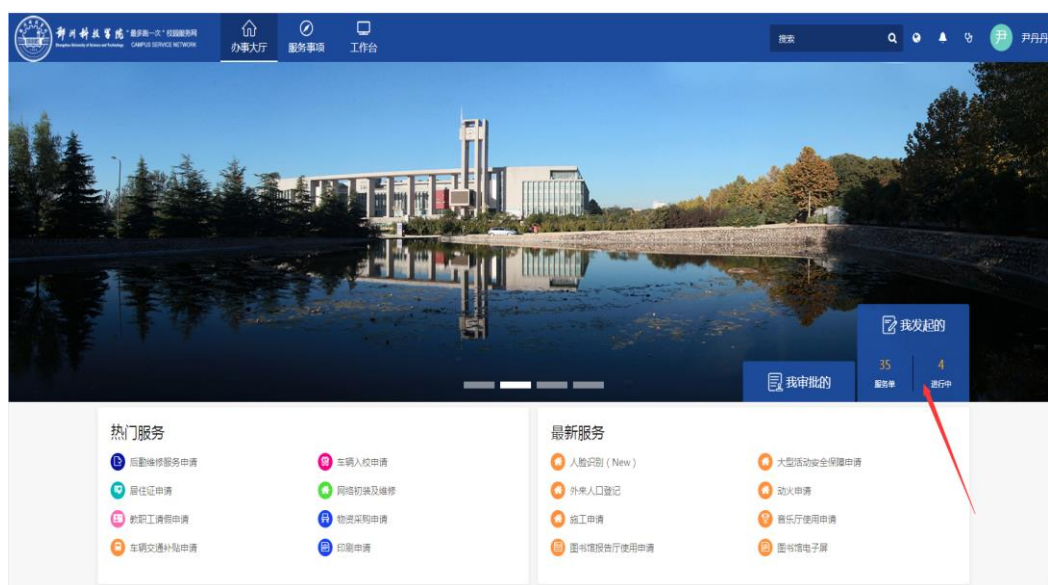 郑州科技学院 "最多跑一次"校园服务网
Zhengzhou University of Science and Technology CAMPUS SERVICE NETWORK
办事大厅
服务事项
工作台
搜索
尹
尹丹丹
我审批的
我发起的
35
4
服务单
进行中
热门服务
后勤维修服务申请
车辆入校申请
居住证申请
网络初装及维修
教职工请假申请
物资采购申请
车辆交通补贴申请
印刷申请
最新服务
人脸识别（New）
大型活动安全保障申请
外来人口登记
动火申请
施工申请
音乐厅使用申请
图书馆报告厅使用申请
图书馆电子屏